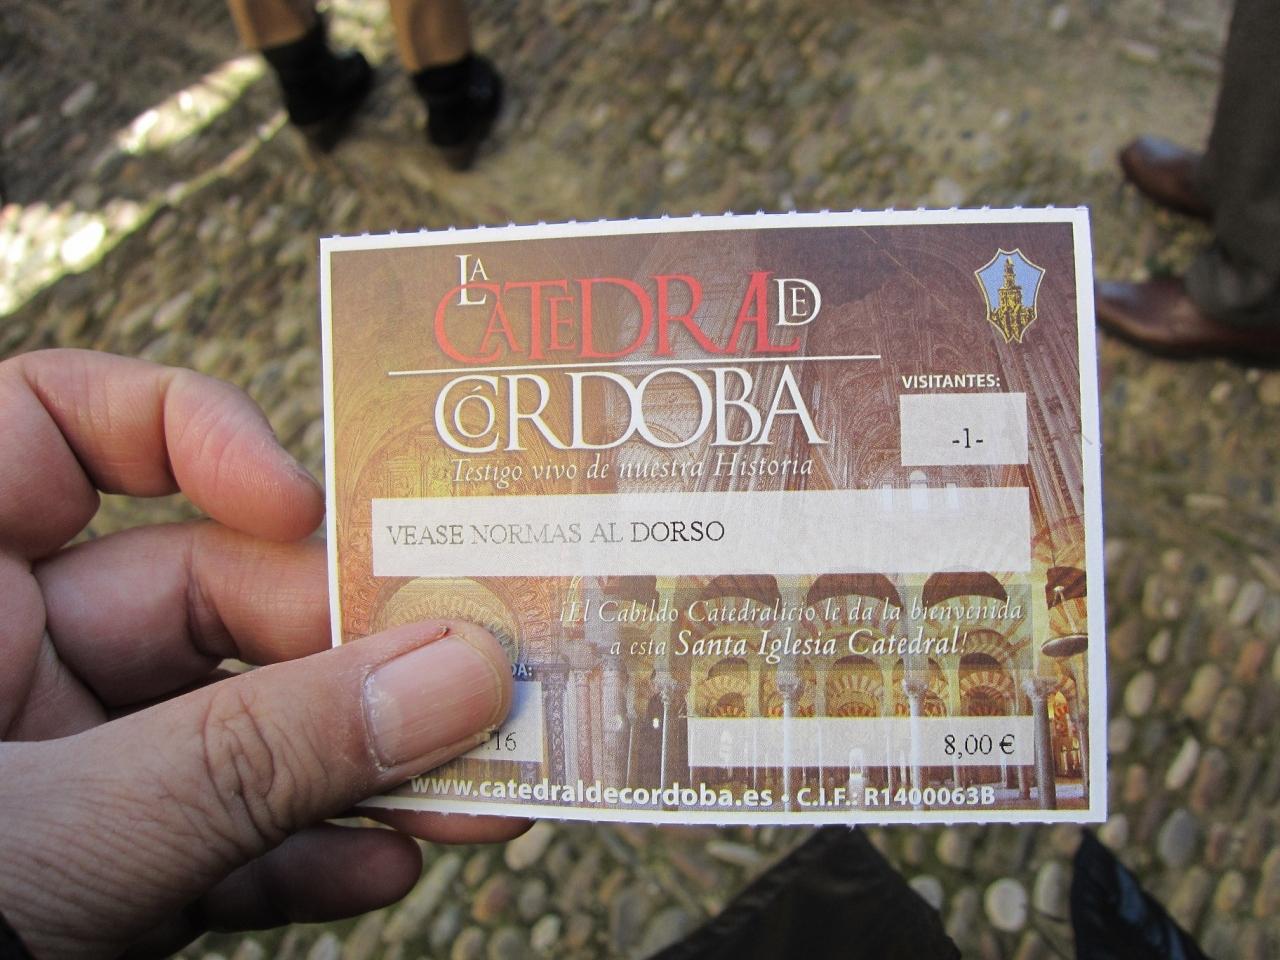 LA CATEDRAL DE
CÓRDOBA
Testigo vivo de nuestra Historia
VISITANTES:
-1-
VEASE NORMAS AL DORSO
¡El Cabildo Catedralicio le da la bienvenida
a esta Santa Iglesia Catedral!
8,00 €
www.catedraldecordoba.es • C.I.F.: R1400063B